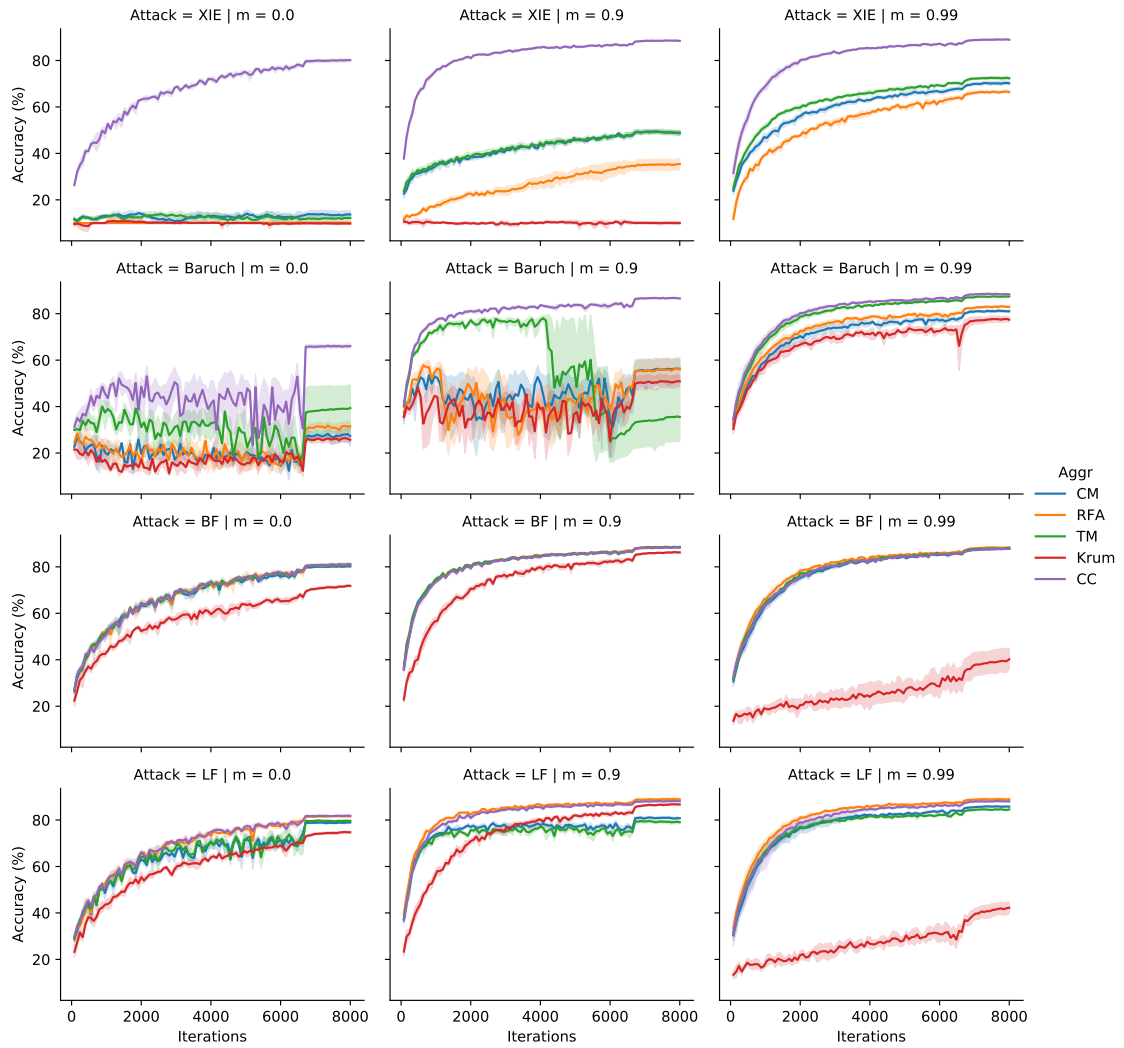 Attack = XIE | m = 0.0
Attack = XIE | m = 0.9
Attack = XIE | m = 0.99
Accuracy (%)
80
60
40
20
Attack = Baruch | m = 0.0
Attack = Baruch | m = 0.9
Attack = Baruch | m = 0.99
Accuracy (%)
80
60
40
20
Attack = BF | m = 0.0
Attack = BF | m = 0.9
Attack = BF | m = 0.99
Accuracy (%)
80
60
40
20
Attack = LF | m = 0.0
Attack = LF | m = 0.9
Attack = LF | m = 0.99
Accuracy (%)
80
60
40
20
0 2000 4000 6000 8000
0 2000 4000 6000 8000
0 2000 4000 6000 8000
Iterations
Iterations
Iterations
Aggr
CM
RFA
TM
Krum
CC